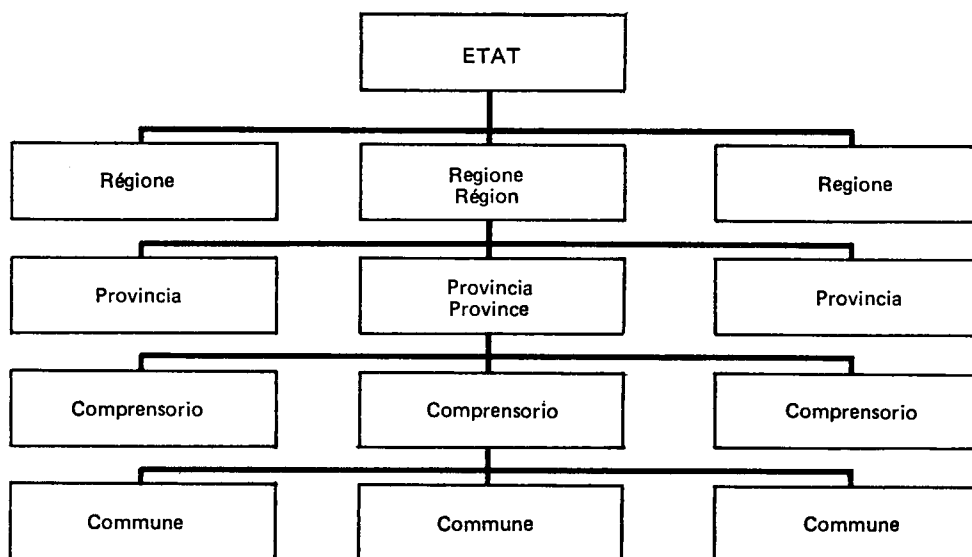 ETAT
Régione
Regione
Région
Regione
Provincia
Provincia
Province
Provincia
Comprensorio
Comprensorio
Comprensorio
Commune
Commune
Commune